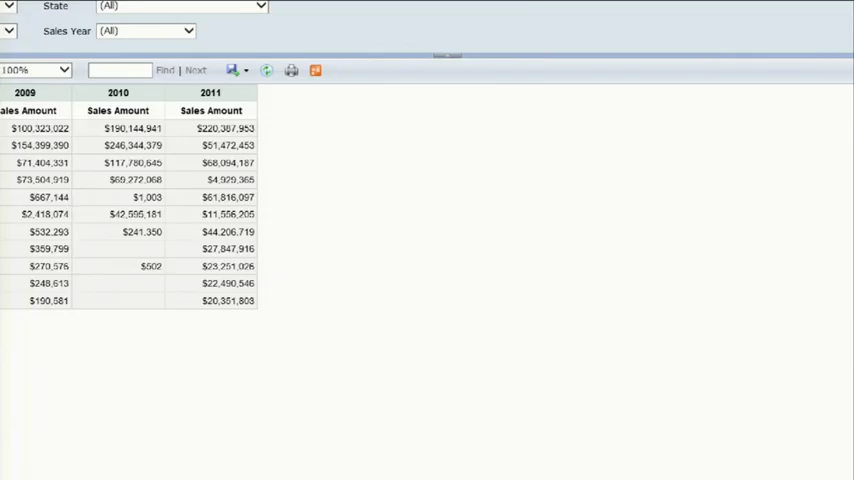 State (All)
Sales Year (All)
100% Find | Next
2009 2010 2011
ales Amount Sales Amount Sales Amount
$100,323,022 $190,144,941 $220,387,953
$154,399,390 $246,344,379 $51,472,453
$71,404,331 $117,780,645 $68,094,187
$73,504,919 $69,272,068 $4,929,365
$667,144 $1,003 $61,816,097
$2,418,074 $42,595,181 $11,556,205
$532,293 $241,350 $44,206,719
$359,799 $27,847,916
$270,576 $502 $23,251,026
$248,613 $22,490,546
$190,581 $20,351,803